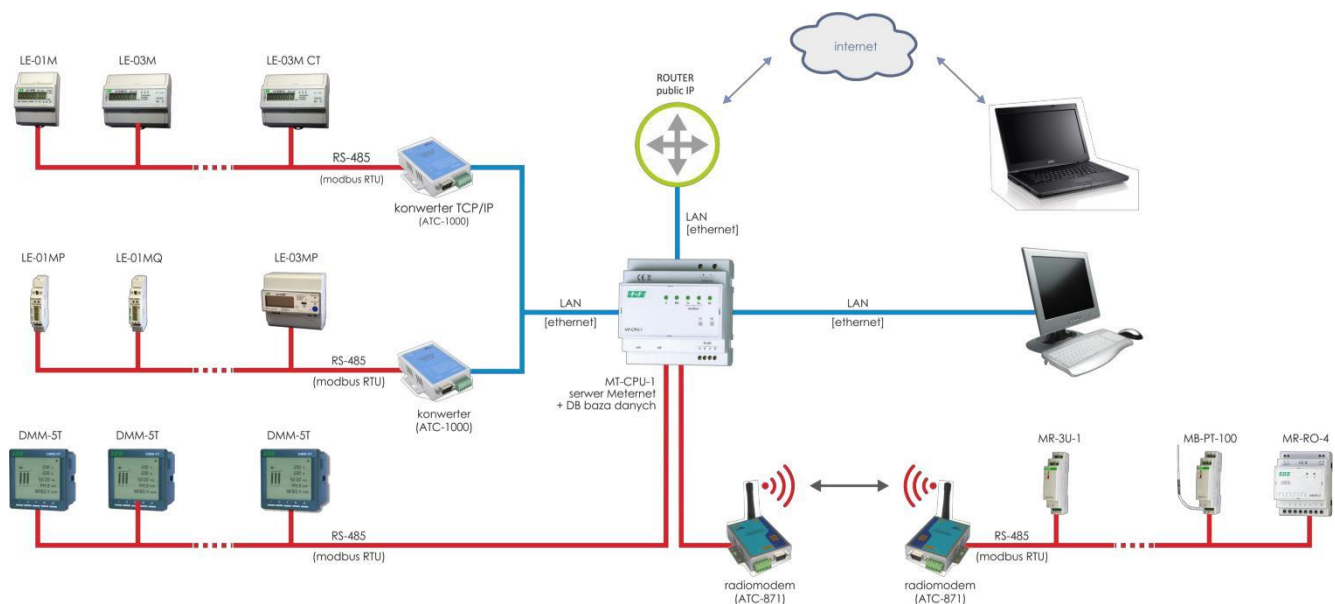 internet
ROUTER
public IP
LE-01M
LE-03M
LE-03M CT
RS-485
(modbus RTU)
konwerter TCP/IP
(ATC-1000)
LAN
[ethernet]
LE-01MP
LE-01MQ
LE-03MP
RS-485
(modbus RTU)
konwerter
(ATC-1000)
LAN
[ethernet]
F&F
MT-CPU-1
LAN
[ethernet]
MT-CPU-1
serwer Meternet
+ DB baza danych
DMM-5T
DMM-5T
DMM-5T
RS-485
(modbus RTU)
radiomodem
(ATC-871)
radiomodem
(ATC-871)
MR-3U-1
MB-PT-100
MR-RO-4
RS-485
(modbus RTU)